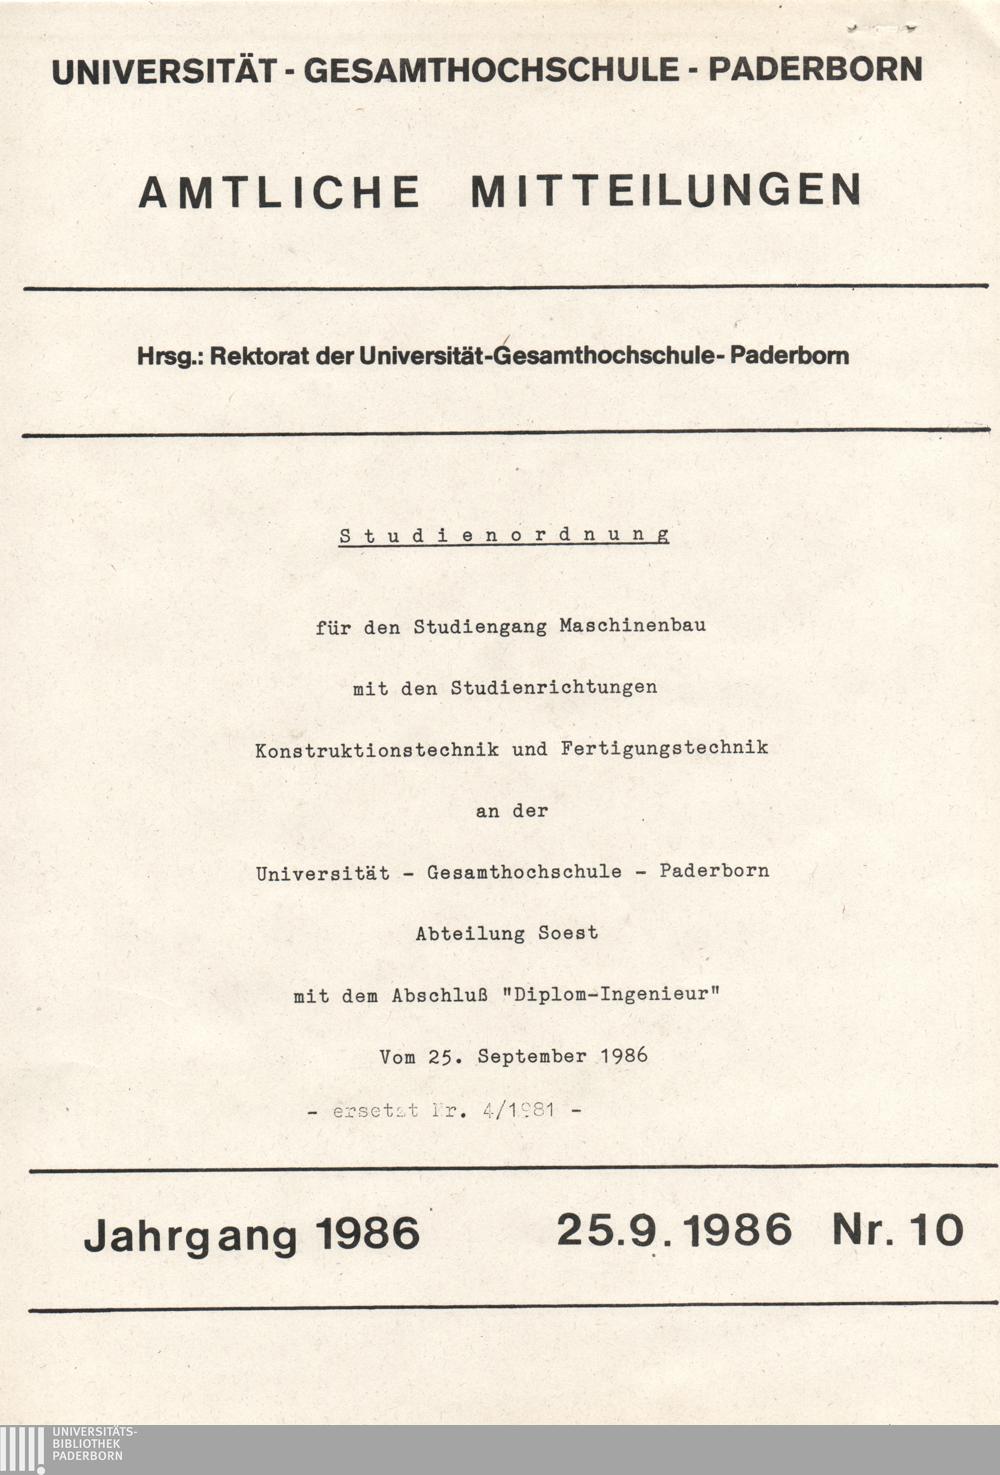 UNIVERSITÄT - GESAMTHOCHSCHULE - PADERBORN
AMTLICHE MITTEILUNGEN
Hrsg.: Rektorat der Universität-Gesamthochschule- Paderborn
Studienordnung
für den Studiengang Maschinenbau
mit den Studienrichtungen
Konstruktionstechnik und Fertigungstechnik
an der
Universität - Gesamthochschule - Paderborn
Abteilung Soest
mit dem Abschluß "Diplom-Ingenieur"
Vom 25. September 1986
- ersetzt Nr. 4/1981 -
Jahrgang 1986 25.9.1986 Nr. 10
UNIVERSITÄTS-
BIBLIOTHEK
PADERBORN